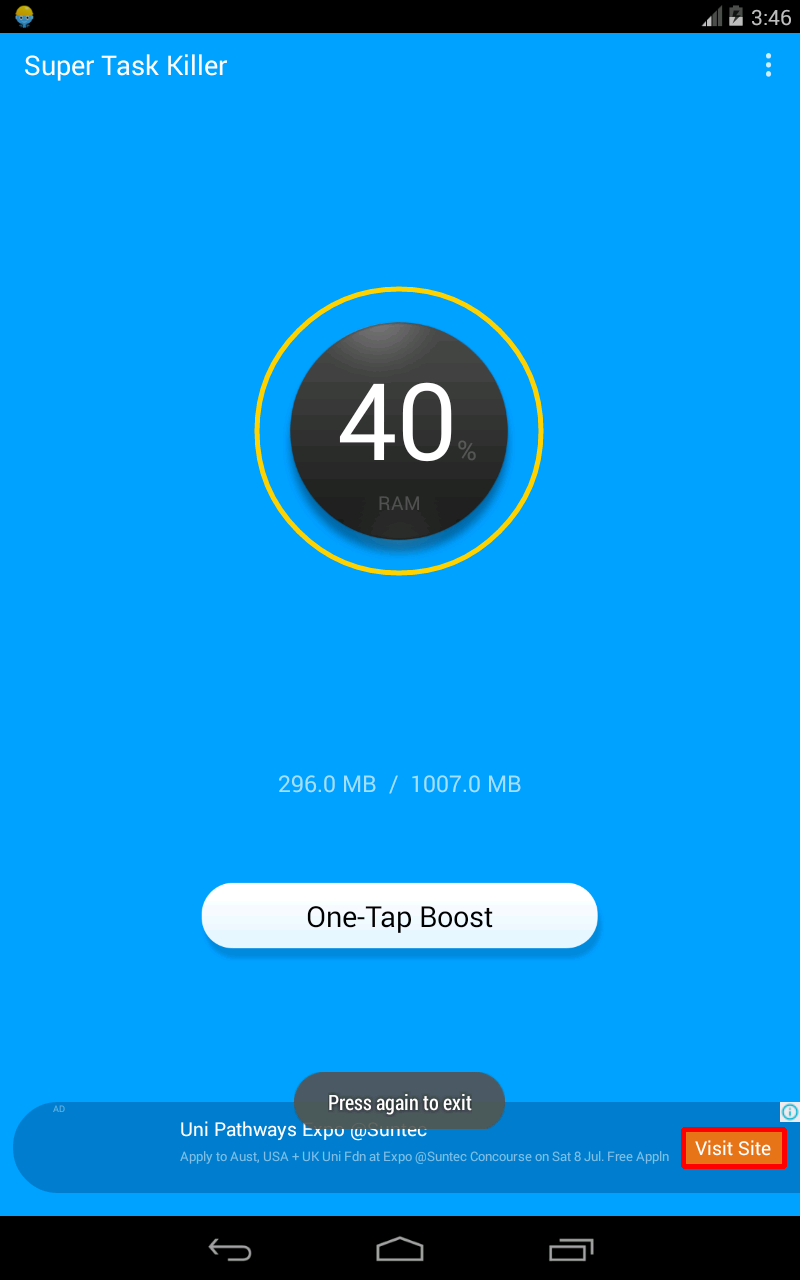 3:46
Super Task Killer
40%
RAM
296.0 MB / 1007.0 MB
One-Tap Boost
Press again to exit
AD
Uni Pathways Expo @Suntec
Apply to Aust, USA + UK Uni Fdn at Expo @Suntec Concourse on Sat 8 Jul. Free Appln
Visit Site